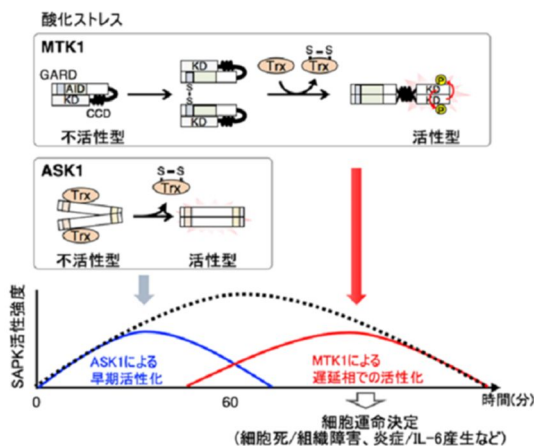 酸化ストレス
MTK1
GARD
AID
KD
CCD
不活性型
KD
S
S
KD
Trx
S-S
Trx
KD
KD
P
P
活性型
ASK1
Trx
Trx
不活性型
S-S
Trx
活性型
SAPK活性強度
ASK1による
早期活性化
MTK1による
遅延相での活性化
0
60
時間(分)
細胞運命決定
(細胞死/組織障害、炎症/IL-6産生など)